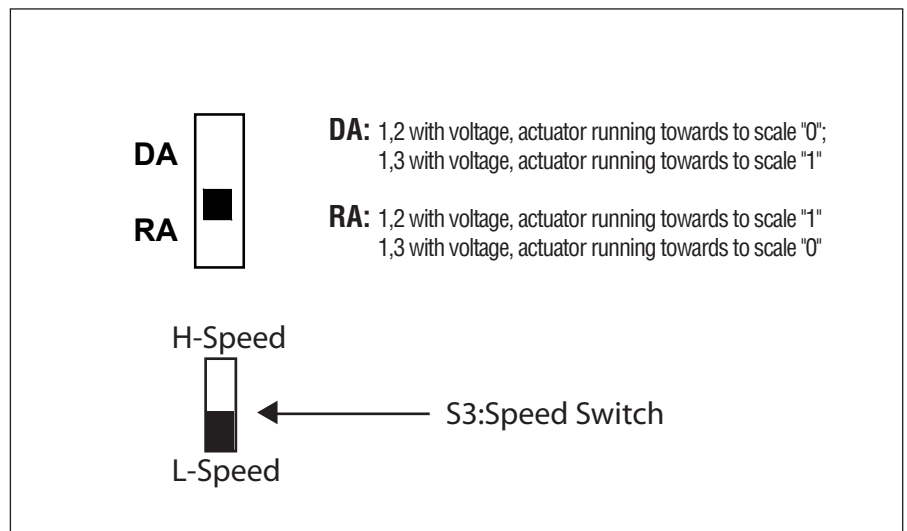 DA
RA
DA: 1,2 with voltage, actuator running towards to scale "0";
1,3 with voltage, actuator running towards to scale "1"
RA: 1,2 with voltage, actuator running towards to scale "1"
1,3 with voltage, actuator running towards to scale "0"
H-Speed
S3:Speed Switch
L-Speed